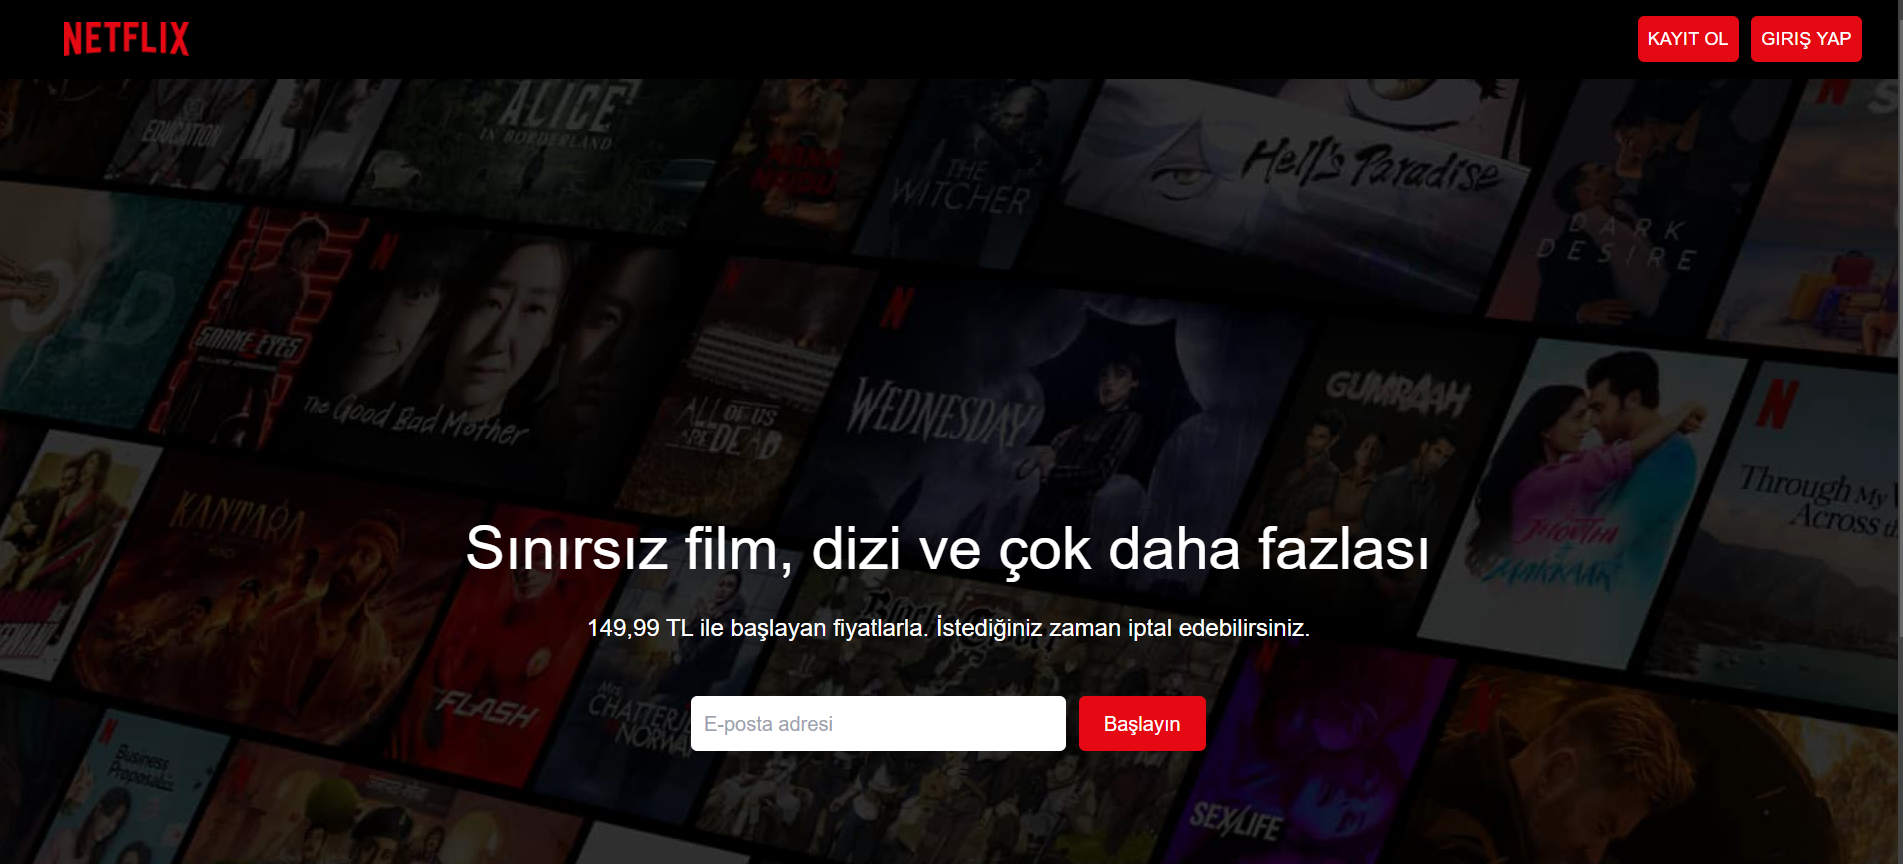 NETFLIX
KAYIT OL
GIRIŞ YAP
EDUCATION
ALICE
IN BORDERLAND
THE
WITCHER
Hell's Paradise
DARK
DESIRE
SNAKE EYES
The Good Bad Mother
ALL OF US
ARE DEAD
WEDNESDAY
GUMRAAH
Through My
Across
KANTARA
Sınırsız film, dizi ve çok daha fazlası
149,99 TL ile başlayan fiyatlarla. İstediğiniz zaman iptal edebilirsiniz.
FLASH
Mrs.
NORWAY
E-posta adresi
Başlayın
Business
Proposal
SEX/LIFE